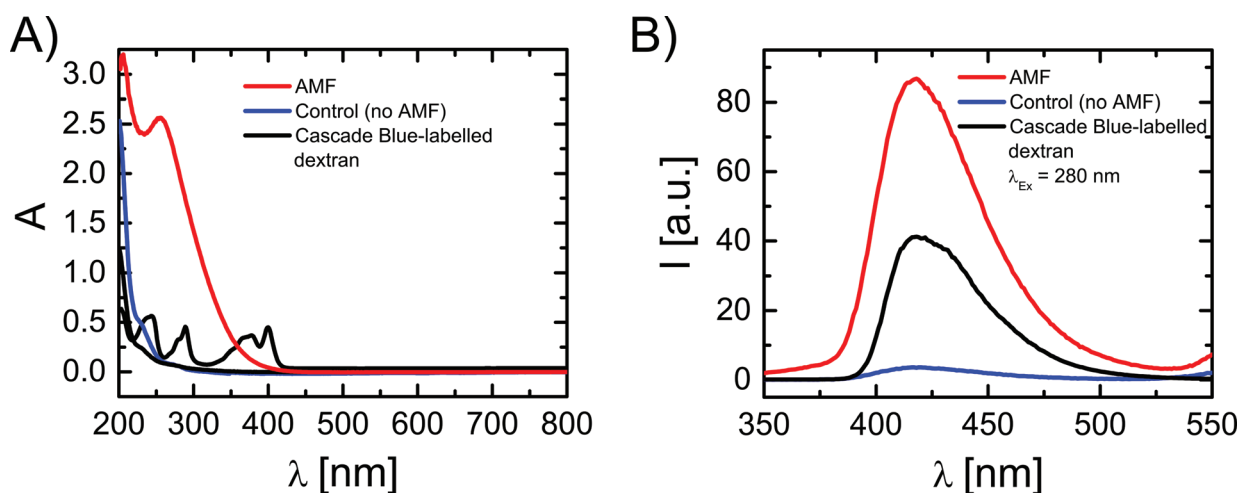 A)
3.0
2.5
2.0
1.5
1.0
0.5
0.0
A
AMF
Control (no AMF)
Cascade Blue-labelled
dextran
200 300 400 500 600 700 800
λ [nm]
B)
80
60
40
20
0
I [a.u.]
AMF
Control (no AMF)
Cascade Blue-labelled
dextran
λEx = 280 nm
350 400 450 500 550
λ [nm]